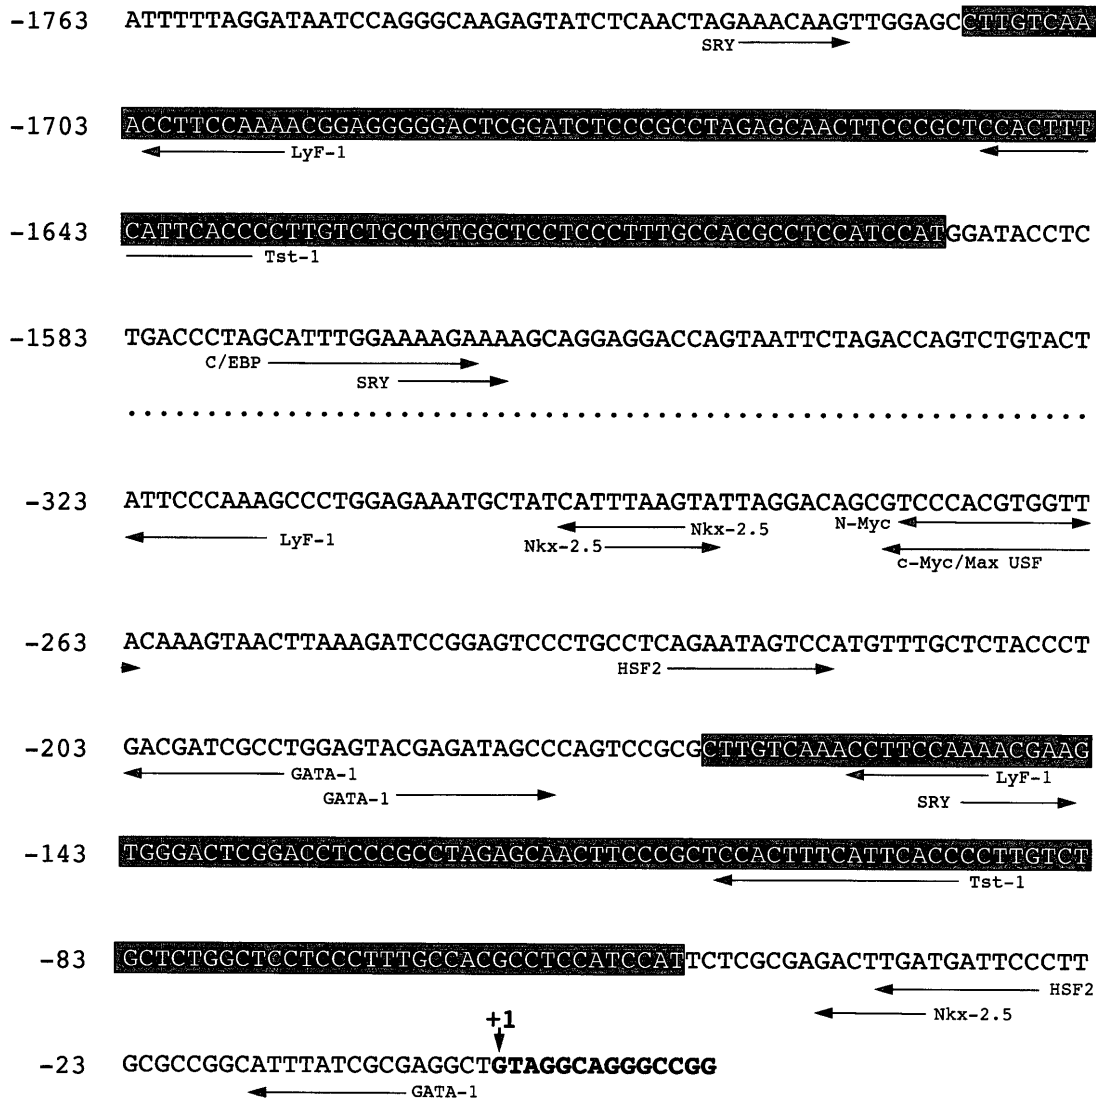 -1763 ATTTTTAGGATAATCCAGGGCAAGAGTATCTCAACTAGAAACAAGTTGGAGCCTTGTCAA
SRY
-1703 ACCTTCCAAAACGGAGGGGGACTCGGATCTCCCGCCTAGAGCAACTTCCCGCTCCACTTT
LyF-1
-1643 CATTCACCCCTTGTCTGCTCTGGCTCCTCCCTTTGCCACGCCTCCATCCATGGATACCTC
Tst-1
-1583 TGACCCTAGCATTTGGAAAAGAAAAGCAGGAGGACCAGTAATTCTAGACCAGTCTGTACT
C/EBP
SRY
............................................................
-323 ATTCCCAAAGCCCTGGAGAAATGCTATCATTTAAGTATTAGGACAGCGTCCCACGTGGTT
LyF-1 Nkx-2.5 Nkx-2.5 N-Myc
c-Myc/Max USF
-263 ACAAAGTAACTTAAAGATCCGGAGTCCCTGCCTCAGAATAGTCCATGTTTGCTCTACCCT
HSF2
-203 GACGATCGCCTGGAGTACGAGATAGCCCAGTCCGCGCTTGTCAAACCTTCCAAAACGAAG
GATA-1 LyF-1
GATA-1 SRY
-143 TGGGACTCGGACCTCCCGCCTAGAGCAACTTCCCGCTCCACTTTCATTCACCCCTTGTCT
Tst-1
-83 GCTCTGGCTCCTCCCTTTGCCACGCCTCCATCCATTCTCGCGAGACTTGATGATTCCCTT
HSF2
Nkx-2.5
+1
-23 GCGCCGGCATTTATCGCGAGGCTGTAGGCAGGGCCGG
GATA-1